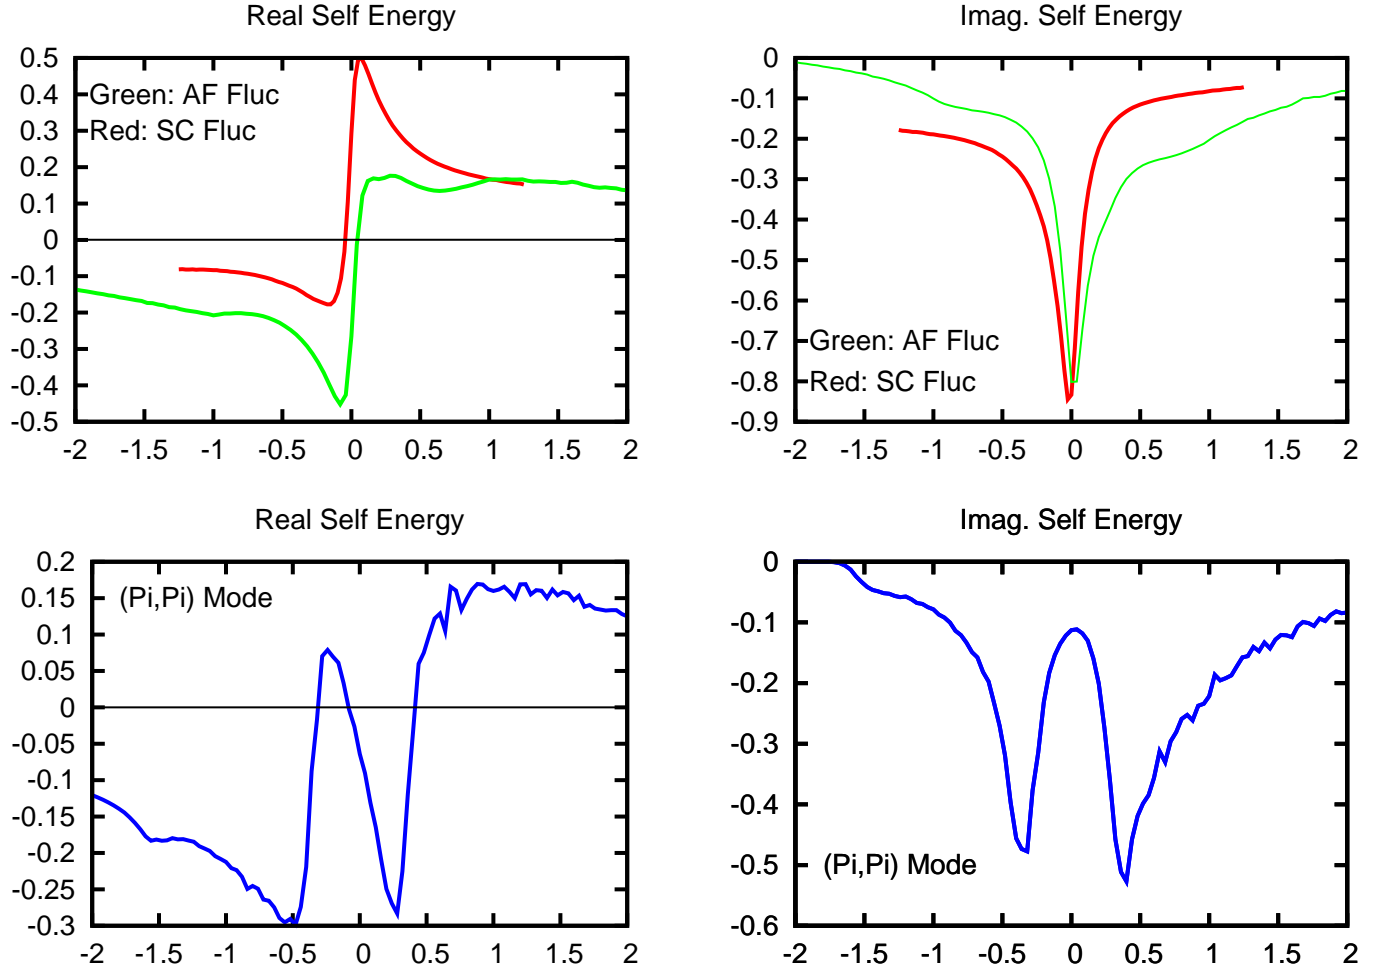 Real Self Energy
0.5
0.4
0.3
0.2
0.1
0
-0.1
-0.2
-0.3
-0.4
-0.5
Green: AF Fluc
Red: SC Fluc
-2 -1.5 -1 -0.5 0 0.5 1 1.5 2
Imag. Self Energy
0
-0.1
-0.2
-0.3
-0.4
-0.5
-0.6
-0.7
-0.8
-0.9
Green: AF Fluc
Red: SC Fluc
-2 -1.5 -1 -0.5 0 0.5 1 1.5 2
Real Self Energy
0.2
0.15
0.1
0.05
0
-0.05
-0.1
-0.15
-0.2
-0.25
-0.3
(Pi,Pi) Mode
-2 -1.5 -1 -0.5 0 0.5 1 1.5 2
Imag. Self Energy
0
-0.1
-0.2
-0.3
-0.4
-0.5
-0.6
(Pi,Pi) Mode
-2 -1.5 -1 -0.5 0 0.5 1 1.5 2